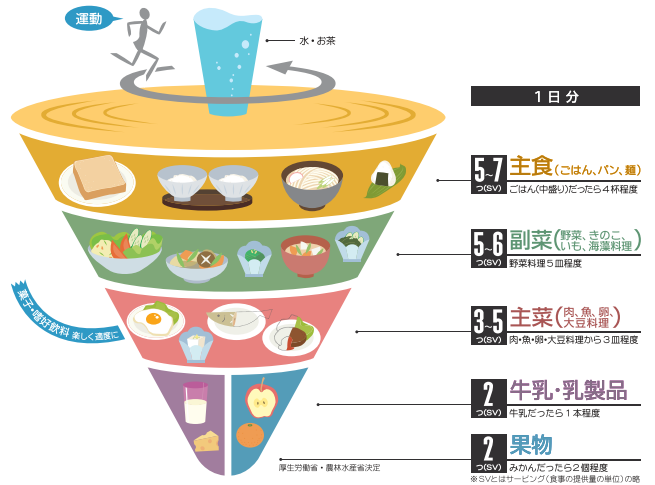 運動
水・お茶
1日分
5~7
つ(SV)
主食(ごはん、パン、麺)
ごはん(中盛り)だったら4杯程度
5~6
つ(SV)
副菜(野菜、きのこ、
いも、海藻料理)
野菜料理5皿程度
菓子・嗜好飲料 楽しく適度に
3~5
つ(SV)
主菜(肉、魚、卵、
大豆料理)
肉・魚・卵・大豆料理から3皿程度
2
つ(SV)
牛乳・乳製品
牛乳だったら1本程度
2
つ(SV)
果物
みかんだったら2個程度
厚生労働省・農林水産省決定
※SVとはサービング(食事の提供量の単位)の略